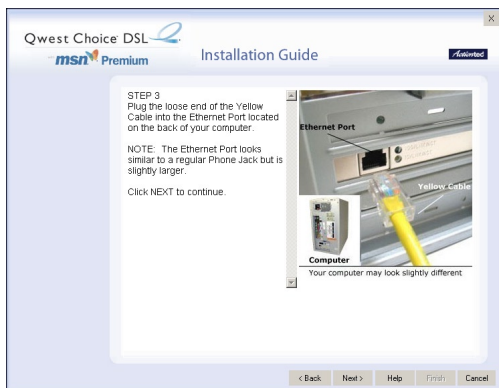 X
Qwest Choice DSL
msn Premium
Installation Guide
Actiontec
STEP 3
Plug the loose end of the Yellow
Cable into the Ethernet Port located
on the back of your computer.
NOTE: The Ethernet Port looks
similar to a regular Phone Jack but is
slightly larger.
Click NEXT to continue.
Ethernet Port
Yellow Cable
Computer
Your computer may look slightly different
< Back
Next >
Help
Finish
Cancel